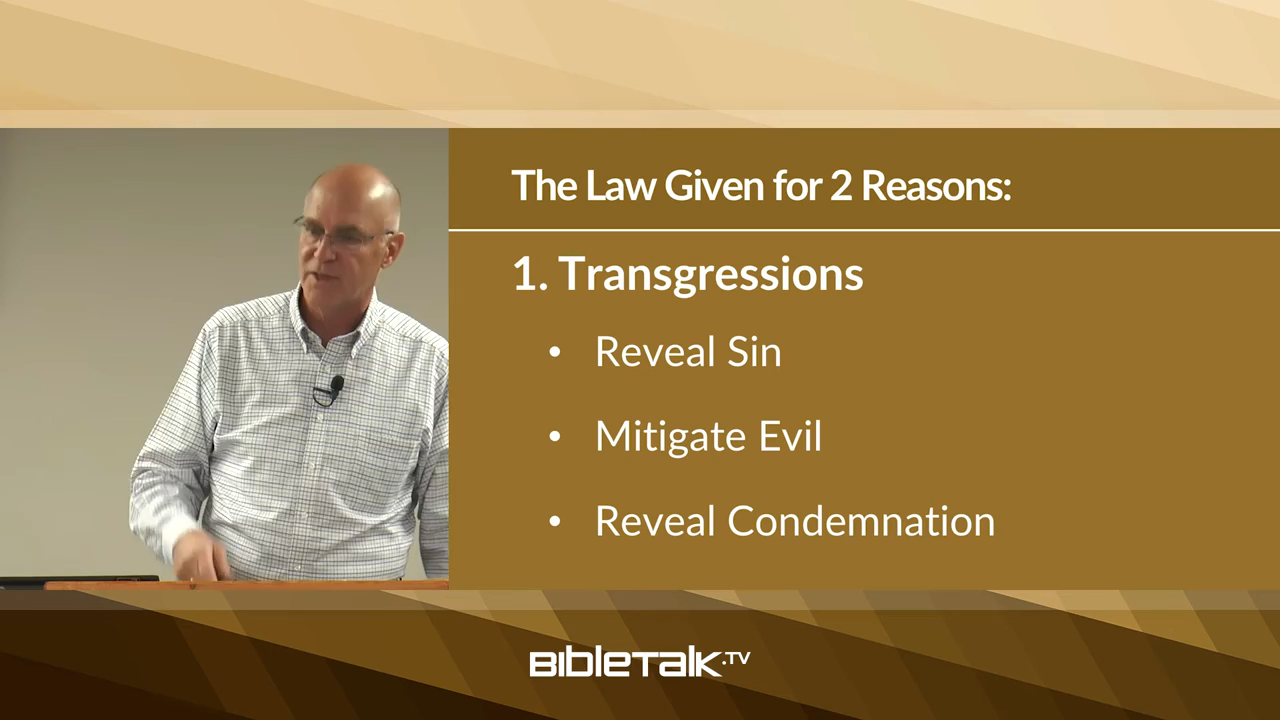 The Law Given for 2 Reasons:
1. Transgressions
• Reveal Sin
• Mitigate Evil
• Reveal Condemnation
BIBLETALK.TV